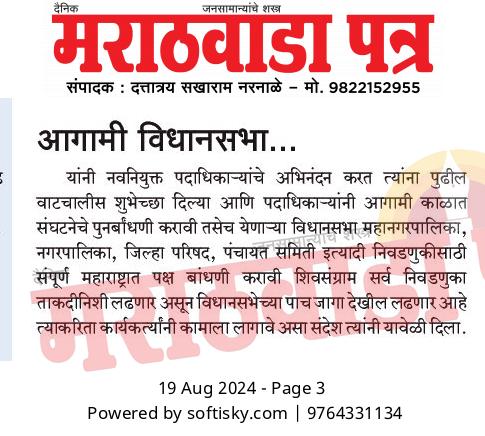 दैनिक जनसामान्यांचे शस्त्र
मराठवाडा पत्र
संपादक : दत्तात्रय सखाराम नरनाळे – मो. 9822152955
आगामी विधानसभा...
यांनी नवनियुक्त पदाधिकाऱ्यांचे अभिनंदन करत त्यांना पुढील
वाटचालीस शुभेच्छा दिल्या आणि पदाधिकाऱ्यांनी आगामी काळात
संघटनेचे पुनर्बांधणी करावी तसेच येणाऱ्या विधानसभा महानगरपालिका,
नगरपालिका, जिल्हा परिषद, पंचायत समिती इत्यादी निवडणुकीसाठी
संपूर्ण महाराष्ट्रात पक्ष बांधणी करावी शिवसंग्राम सर्व निवडणुका
ताकदीनिशी लढणार असून विधानसभेच्या पाच जागा देखील लढणार आहे
त्याकरिता कार्यकर्त्यांनी कामाला लागावे असा संदेश त्यांनी यावेळी दिला.
19 Aug 2024 - Page 3
Powered by softisky.com | 9764331134